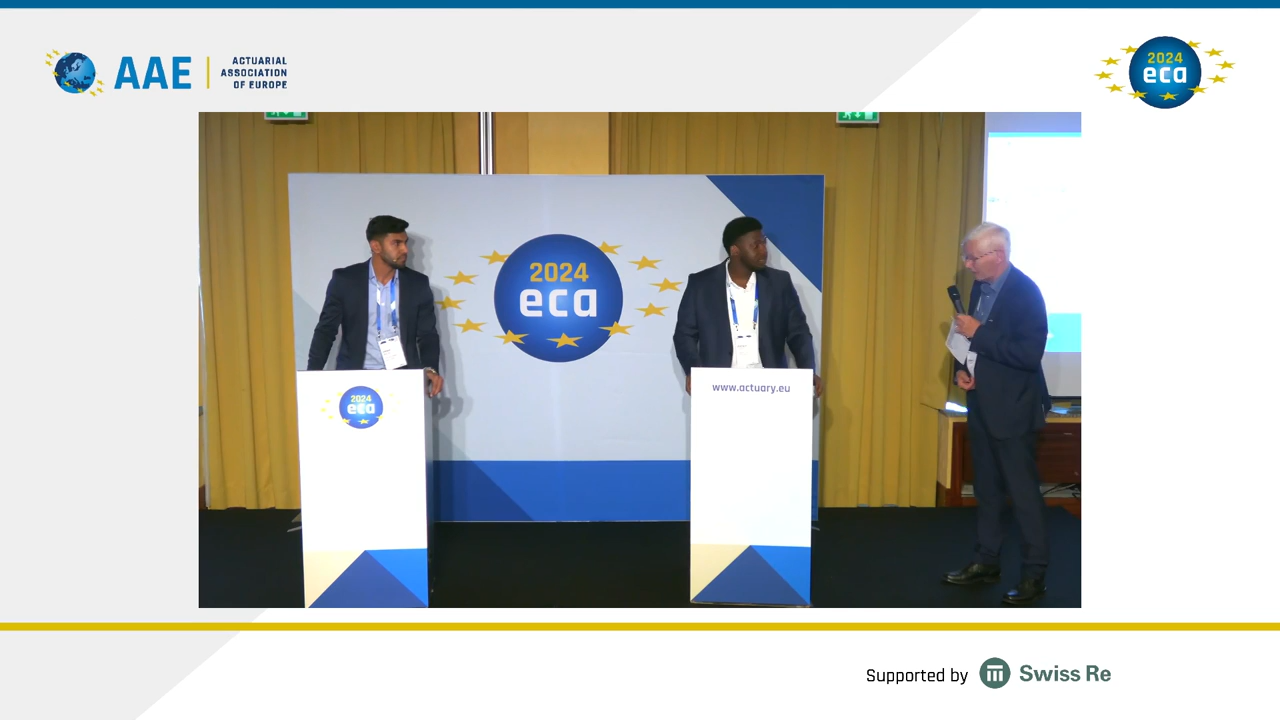 AAE
ACTUARIAL
ASSOCIATION
OF EUROPE
2024
eca
2024
eca
2024
eca
www.actuary.eu
Supported by
Swiss Re